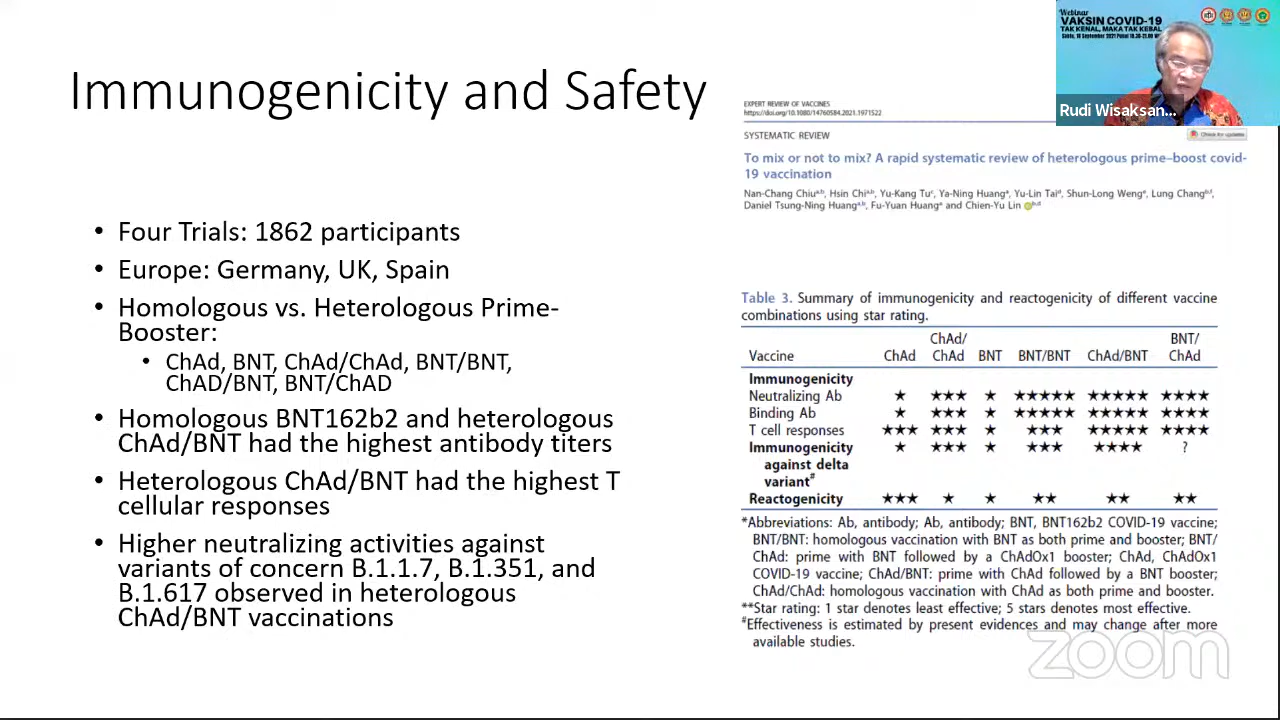 Immunogenicity and Safety
• Four Trials: 1862 participants
• Europe: Germany, UK, Spain
• Homologous vs. Heterologous Prime-
Booster:
• ChAd, BNT, ChAd/ChAd, BNT/BNT,
ChAD/BNT, BNT/ChAD
• Homologous BNT162b2 and heterologous
ChAd/BNT had the highest antibody titers
• Heterologous ChAd/BNT had the highest T
cellular responses
• Higher neutralizing activities against
variants of concern B.1.1.7, B.1.351, and
B.1.617 observed in heterologous
ChAd/BNT vaccinations
Webinar
VAKSIN COVID-19
TAK KENAL, MAKA TAK KEBAL
Rudi Wisaksan...
EXPERT REVIEW OF VACCINES
https://doi.org/10.1080/14760584.2021.1971522
SYSTEMATIC REVIEW
Check for updates
To mix or not to mix? A rapid systematic review of heterologous prime–boost covid-
19 vaccination
Nan-Chang Chiu, Hsin Chi, Yu-Kang Tu, Ya-Ning Huang, Yu-Lin Tai, Shun-Long Weng, Lung Chang,
Daniel Tsung-Ning Huang, Fu-Yuan Huang and Chien-Yu Lin
Table 3. Summary of immunogenicity and reactogenicity of different vaccine
combinations using star rating.
Vaccine ChAd ChAd/ChAd BNT BNT/BNT ChAd/BNT BNT/ChAd
Immunogenicity
Neutralizing Ab ★ ★★★ ★ ★★★★★ ★★★★★ ★★★★
Binding Ab ★ ★★★ ★ ★★★★★ ★★★★★ ★★★★
T cell responses ★★★ ★★★ ★ ★★★ ★★★★★ ★★★★
Immunogenicity ★ ★★★ ★ ★★★ ★★★★ ?
against delta
variant#
Reactogenicity ★★★ ★ ★ ★★ ★★ ★★
*Abbreviations: Ab, antibody; Ab, antibody; BNT, BNT162b2 COVID-19 vaccine;
BNT/BNT: homologous vaccination with BNT as both prime and booster; BNT/
ChAd: prime with BNT followed by a ChAdOx1 booster; ChAd, ChAdOx1
COVID-19 vaccine; ChAd/BNT: prime with ChAd followed by a BNT booster;
ChAd/ChAd: homologous vaccination with ChAd as both prime and booster.
**Star rating: 1 star denotes least effective; 5 stars denotes most effective.
#Effectiveness is estimated by present evidences and may change after more
available studies.
zoom